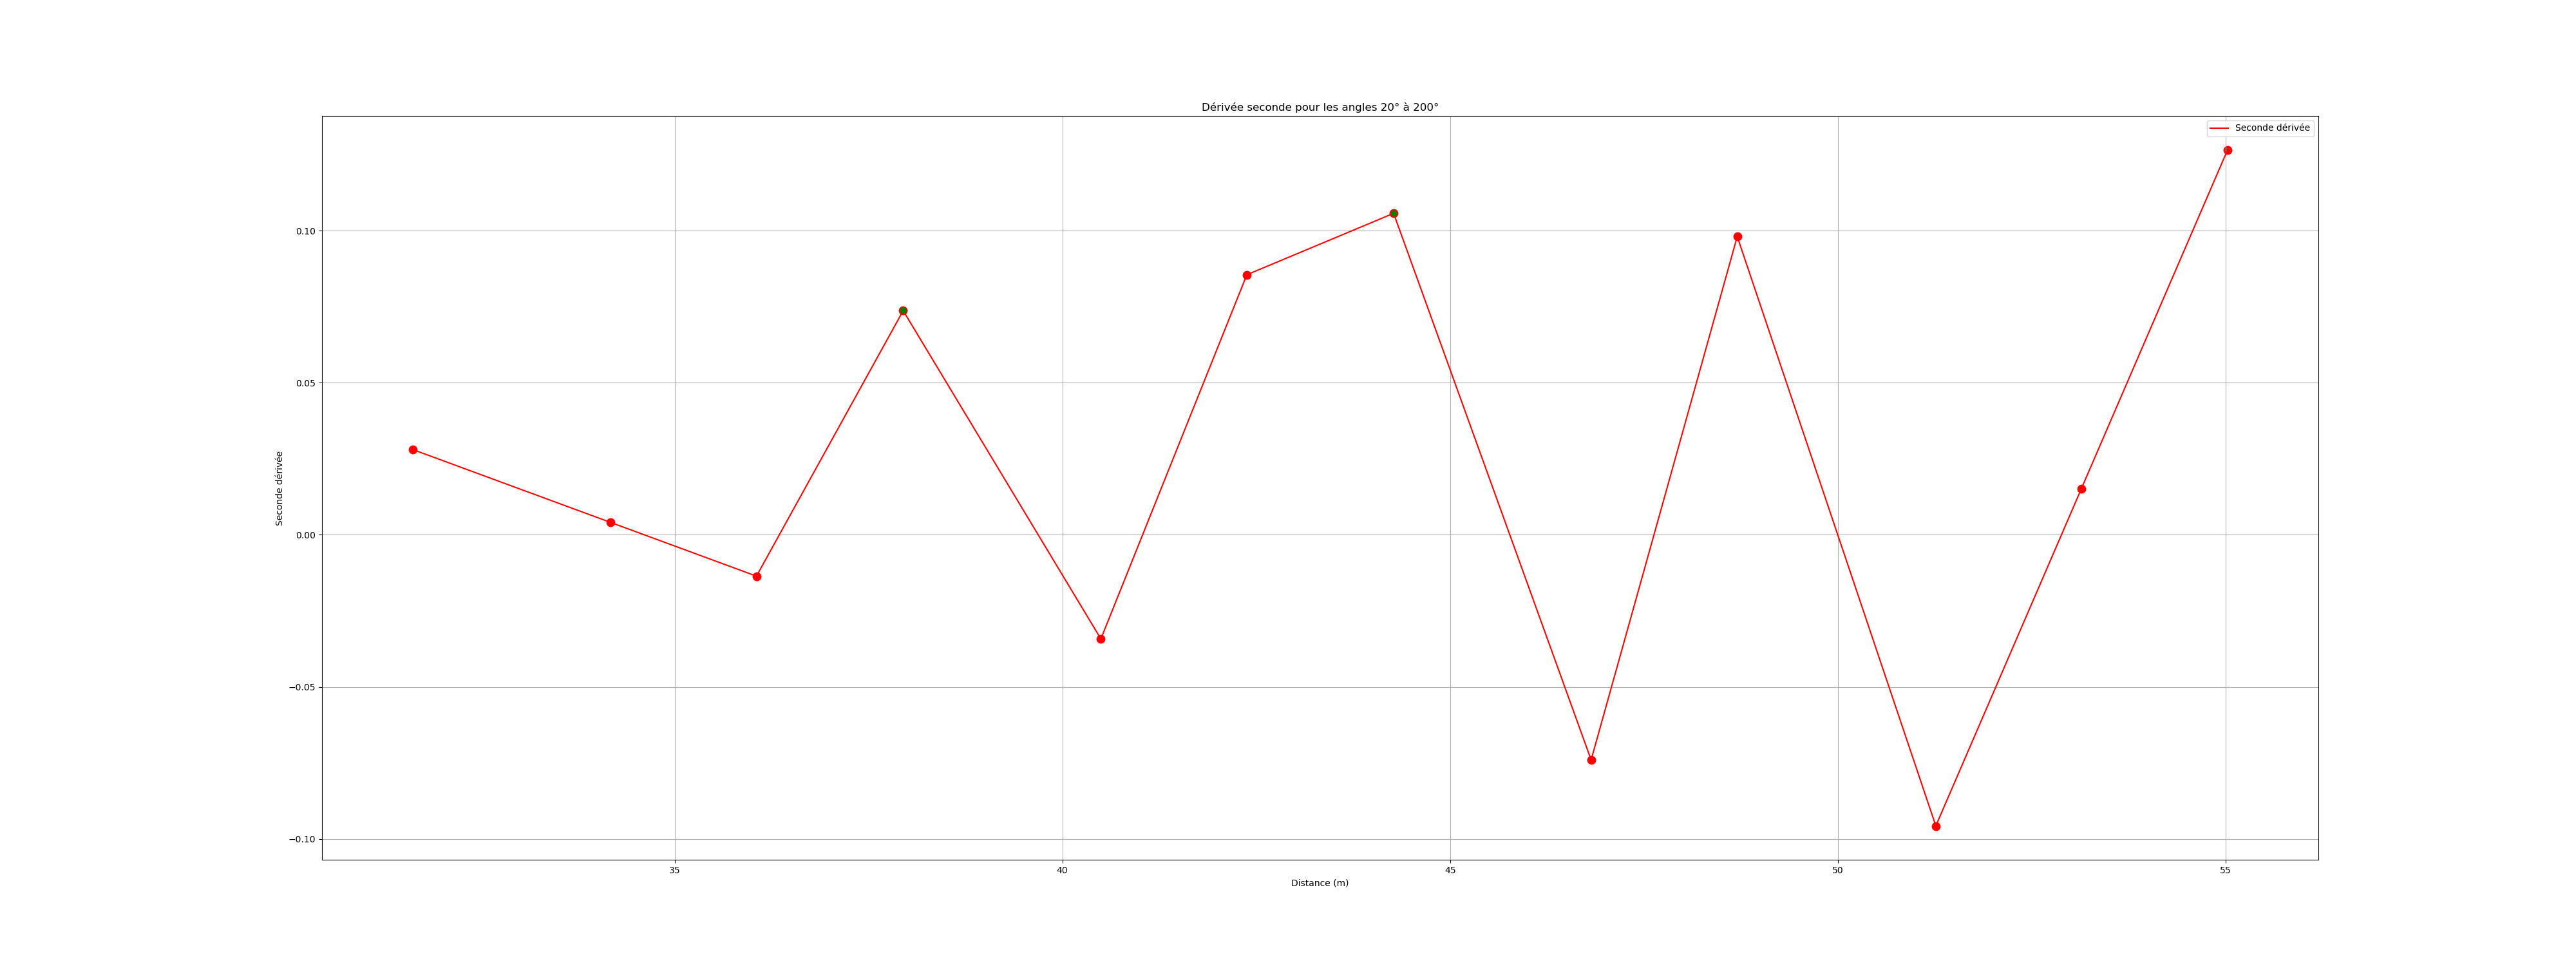 Dérivée seconde pour les angles 20° à 200°
Seconde dérivée
0.10
0.05
0.00
−0.05
−0.10
Seconde dérivée
35
40
45
50
55
Distance (m)